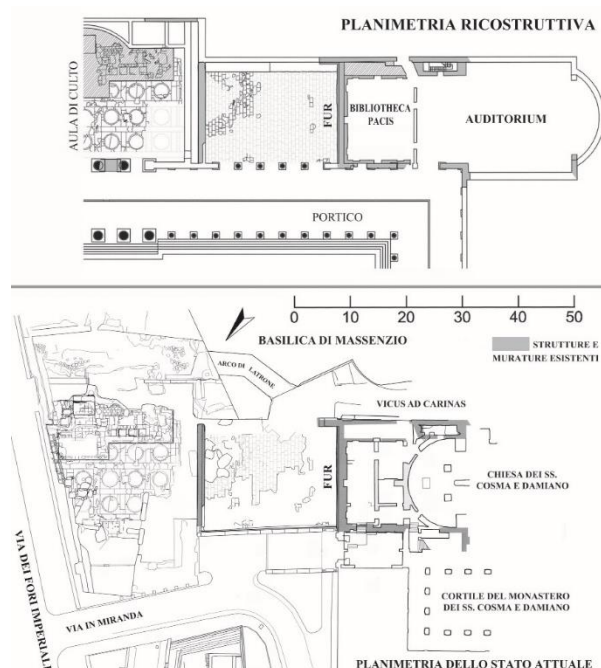 PLANIMETRIA RICOSTRUTTIVA
AULA DI CULTO
FUR
BIBLIOTHECA
PACIS
AUDITORIUM
PORTICO
0 10 20 30 40 50
BASILICA DI MASSENZIO
STRUTTURE E
MURATURE ESISTENTI
ARCO DI LATRONE
VICUS AD CARINAS
FUR
CHIESA DEI SS.
COSMA E DAMIANO
VIA DEI FORI IMPERIALI
VIA IN MIRANDA
CORTILE DEL MONASTERO
DEI SS. COSMA E DAMIANO
PLANIMETRIA DELLO STATO ATTUALE